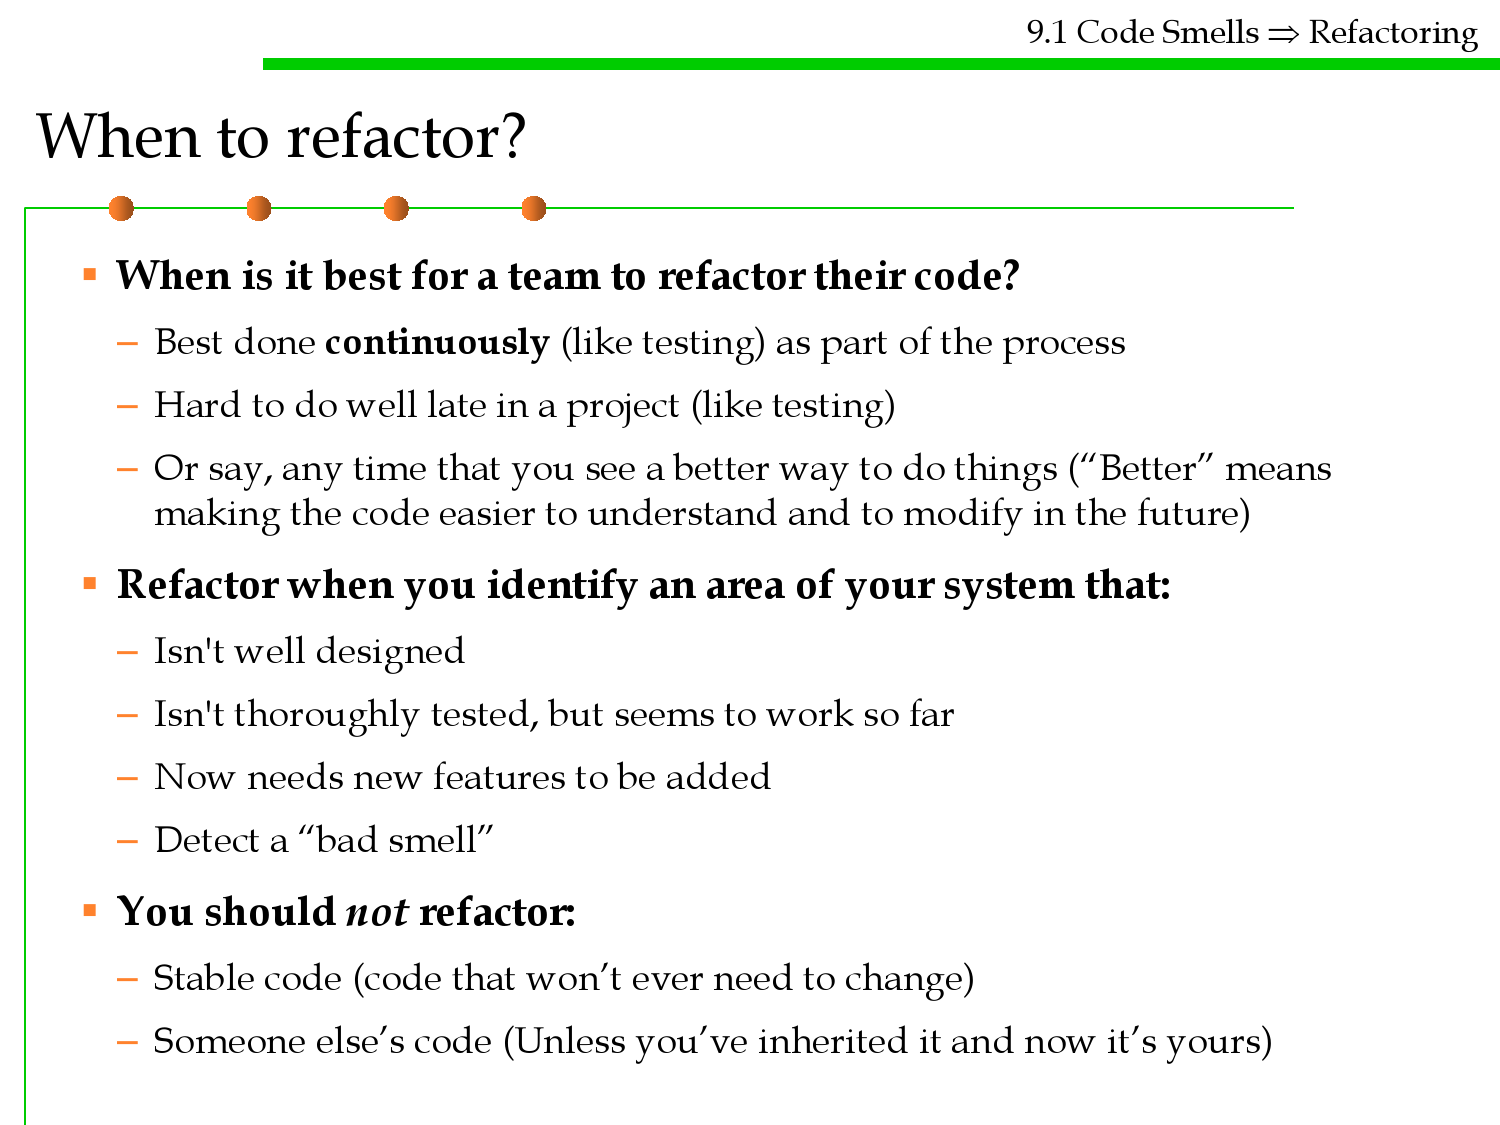 9.1 Code Smells ⇒ Refactoring
When to refactor?
▪ When is it best for a team to refactor their code?
– Best done continuously (like testing) as part of the process
– Hard to do well late in a project (like testing)
– Or say, any time that you see a better way to do things (“Better” means
making the code easier to understand and to modify in the future)
▪ Refactor when you identify an area of your system that:
– Isn't well designed
– Isn't thoroughly tested, but seems to work so far
– Now needs new features to be added
– Detect a “bad smell”
▪ You should not refactor:
– Stable code (code that won’t ever need to change)
– Someone else’s code (Unless you’ve inherited it and now it’s yours)